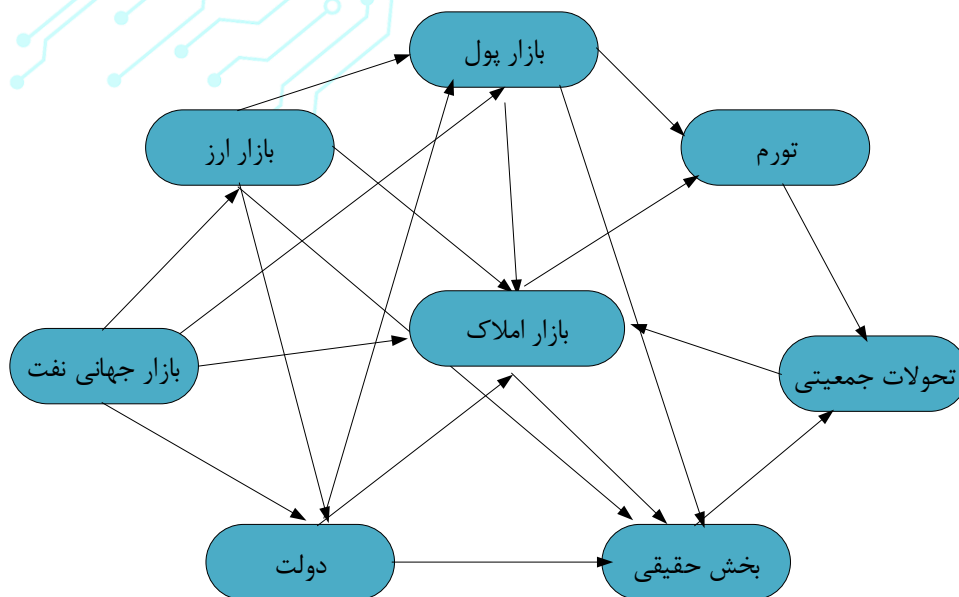 بازار پول
بازار ارز
تورم
بازار املاک
بازار جهانی نفت
تحولات جمعیتی
دولت
بخش حقیقی